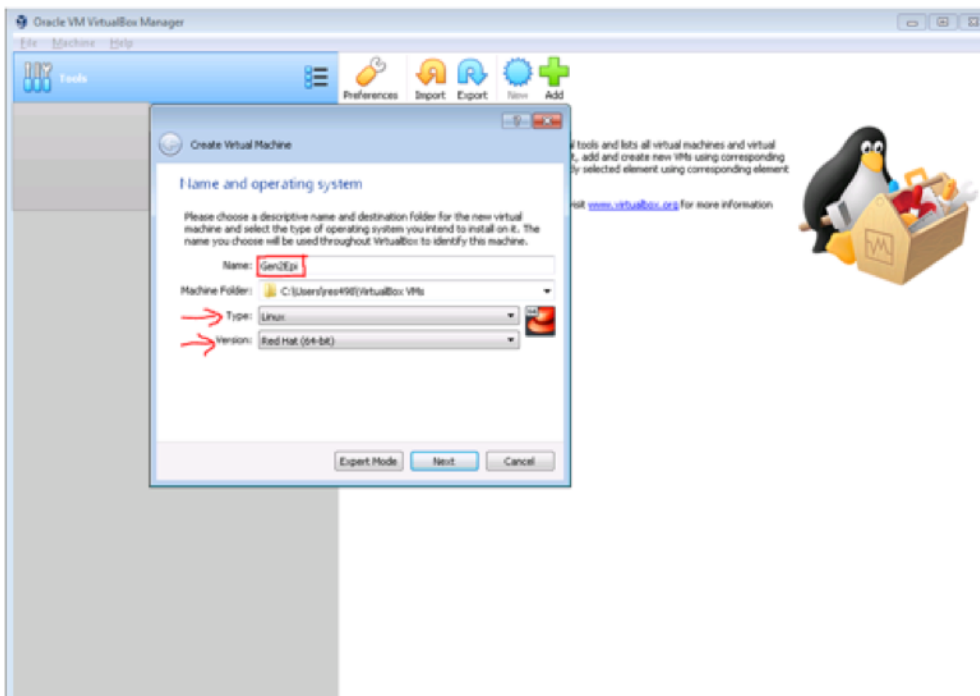 Oracle VM VirtualBox Manager
File Machine Help
Tools
Preferences Import Export New Add
l tools and lists all virtual machines and virtual
t, add and create new VMs using corresponding
ly selected element using corresponding element
isit www.virtualbox.org for more information
Create Virtual Machine
Name and operating system
Please choose a descriptive name and destination folder for the new virtual
machine and select the type of operating system you intend to install on it. The
name you choose will be used throughout VirtualBox to identify this machine.
Name: Gen2Epi
Machine Folder: VirtualBox VMs
Type: Linux
Version: Red Hat (64-bit)
Expert Mode Next Cancel